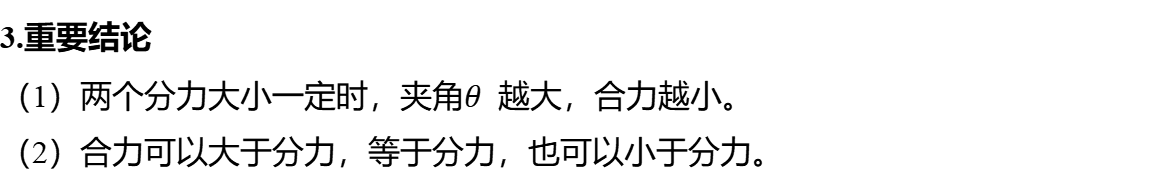 3.重要结论
（1）两个分力大小一定时，夹角θ 越大，合力越小。
（2）合力可以大于分力，等于分力，也可以小于分力。